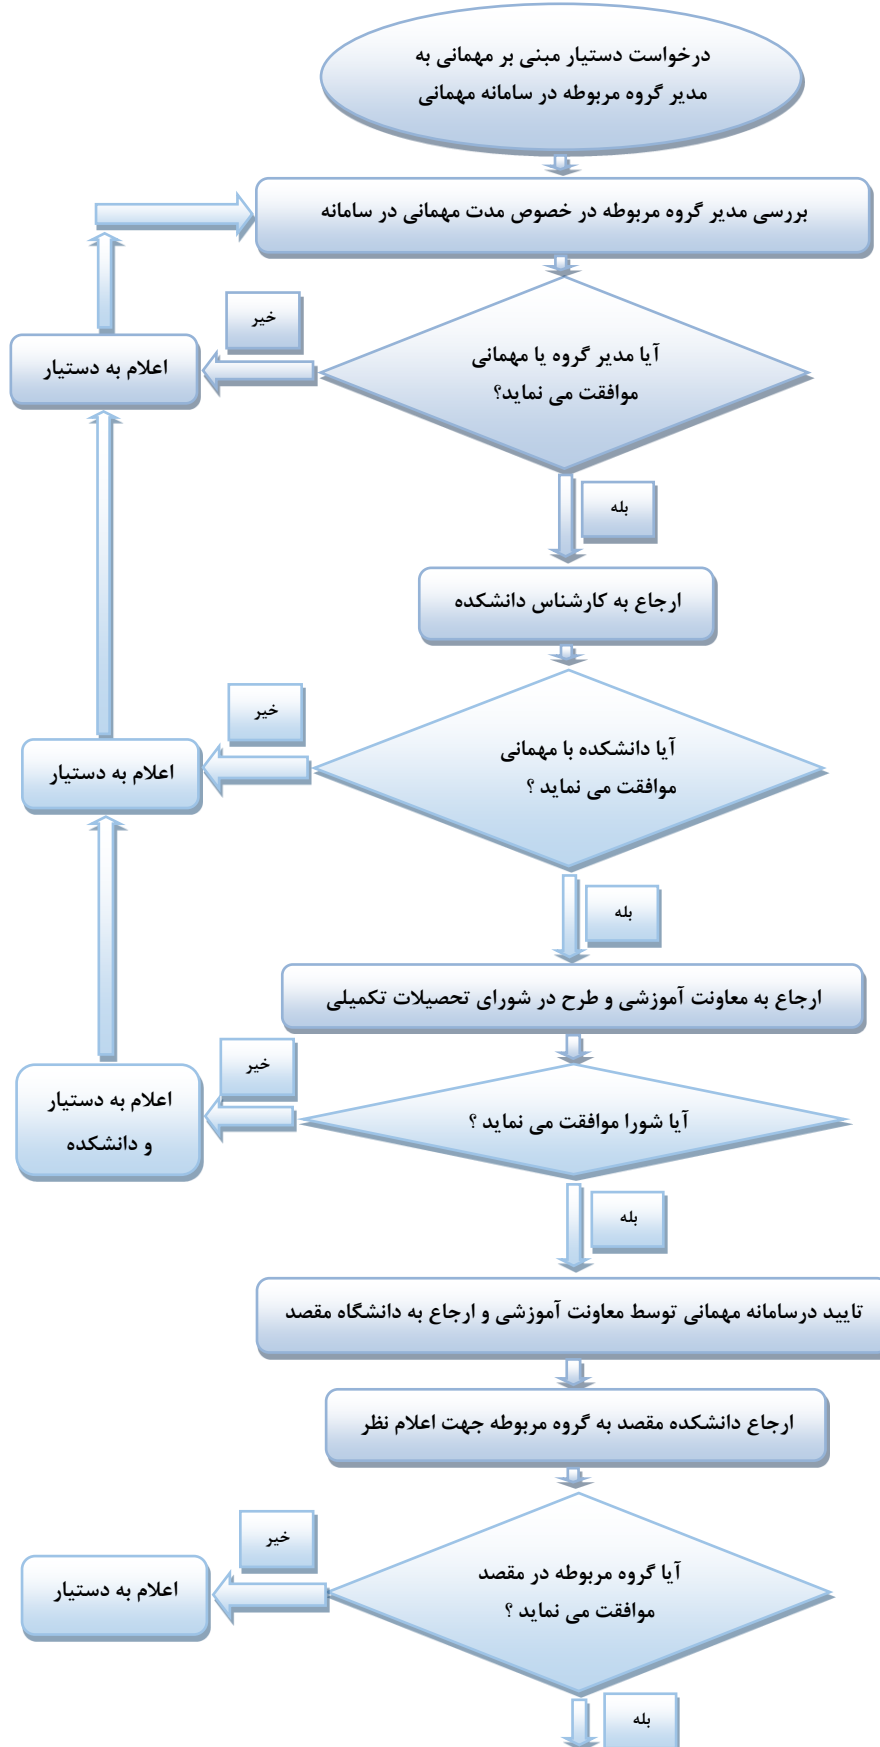 درخواست دستیار مبنی بر مهمانی به
مدیر گروه مربوطه در سامانه مهمانی
بررسی مدیر گروه مربوطه در خصوص مدت مهمانی در سامانه
آیا مدیر گروه یا مهمانی
موافقت می نماید؟
خیر
اعلام به دستیار
بله
ارجاع به کارشناس دانشکده
آیا دانشکده با مهمانی
موافقت می نماید ؟
خیر
اعلام به دستیار
بله
ارجاع به معاونت آموزشی و طرح در شورای تحصیلات تکمیلی
آیا شورا موافقت می نماید ؟
خیر
اعلام به دستیار
و دانشکده
بله
تایید درسامانه مهمانی توسط معاونت آموزشی و ارجاع به دانشگاه مقصد
ارجاع دانشکده مقصد به گروه مربوطه جهت اعلام نظر
آیا گروه مربوطه در مقصد
موافقت می نماید ؟
خیر
اعلام به دستیار
بله